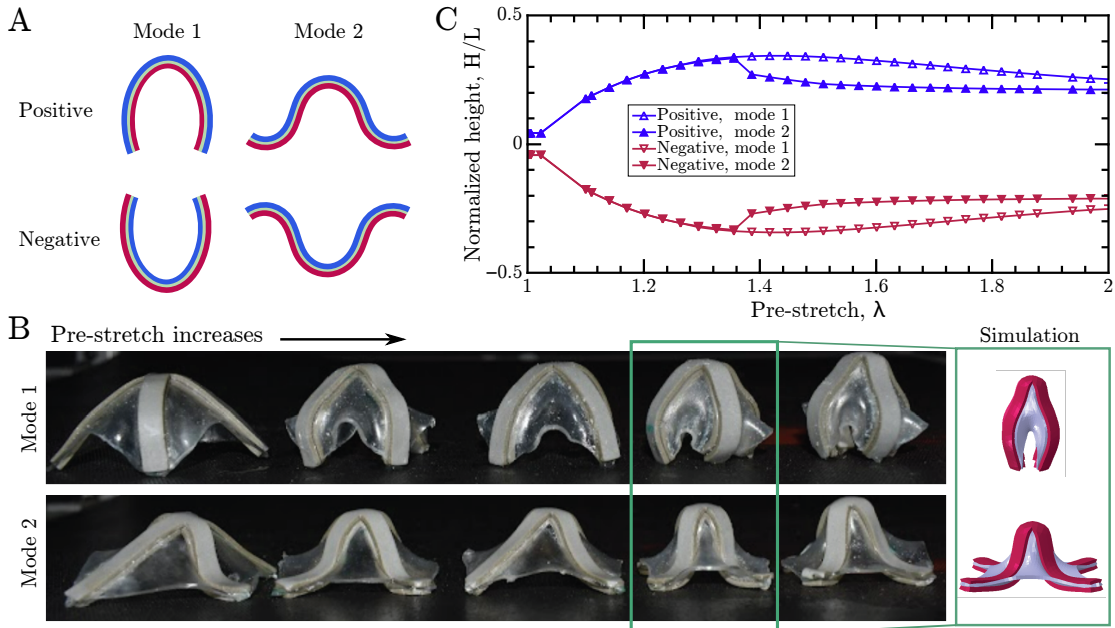 A
Mode 1
Mode 2
Positive
Negative
C
Normalized height, H/L
0.5
0
−0.5
Positive, mode 1
Positive, mode 2
Negative, mode 1
Negative, mode 2
1
1.2
1.4
1.6
1.8
2
Pre-stretch, λ
B
Pre-stretch increases
Simulation
Mode 1
Mode 2